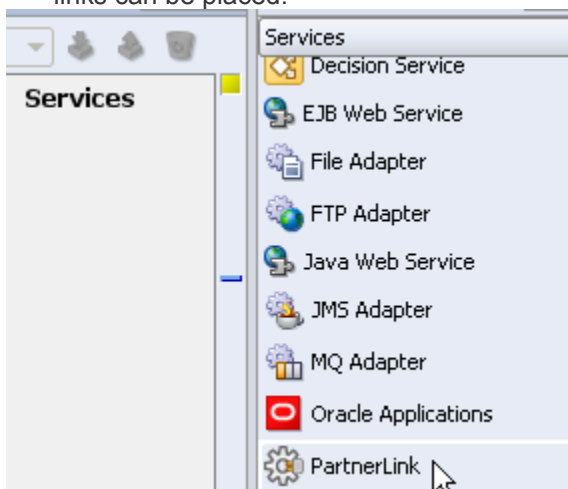 links can be placed.
Services
Services
Decision Service
EJB Web Service
File Adapter
FTP Adapter
Java Web Service
JMS Adapter
MQ Adapter
Oracle Applications
PartnerLink